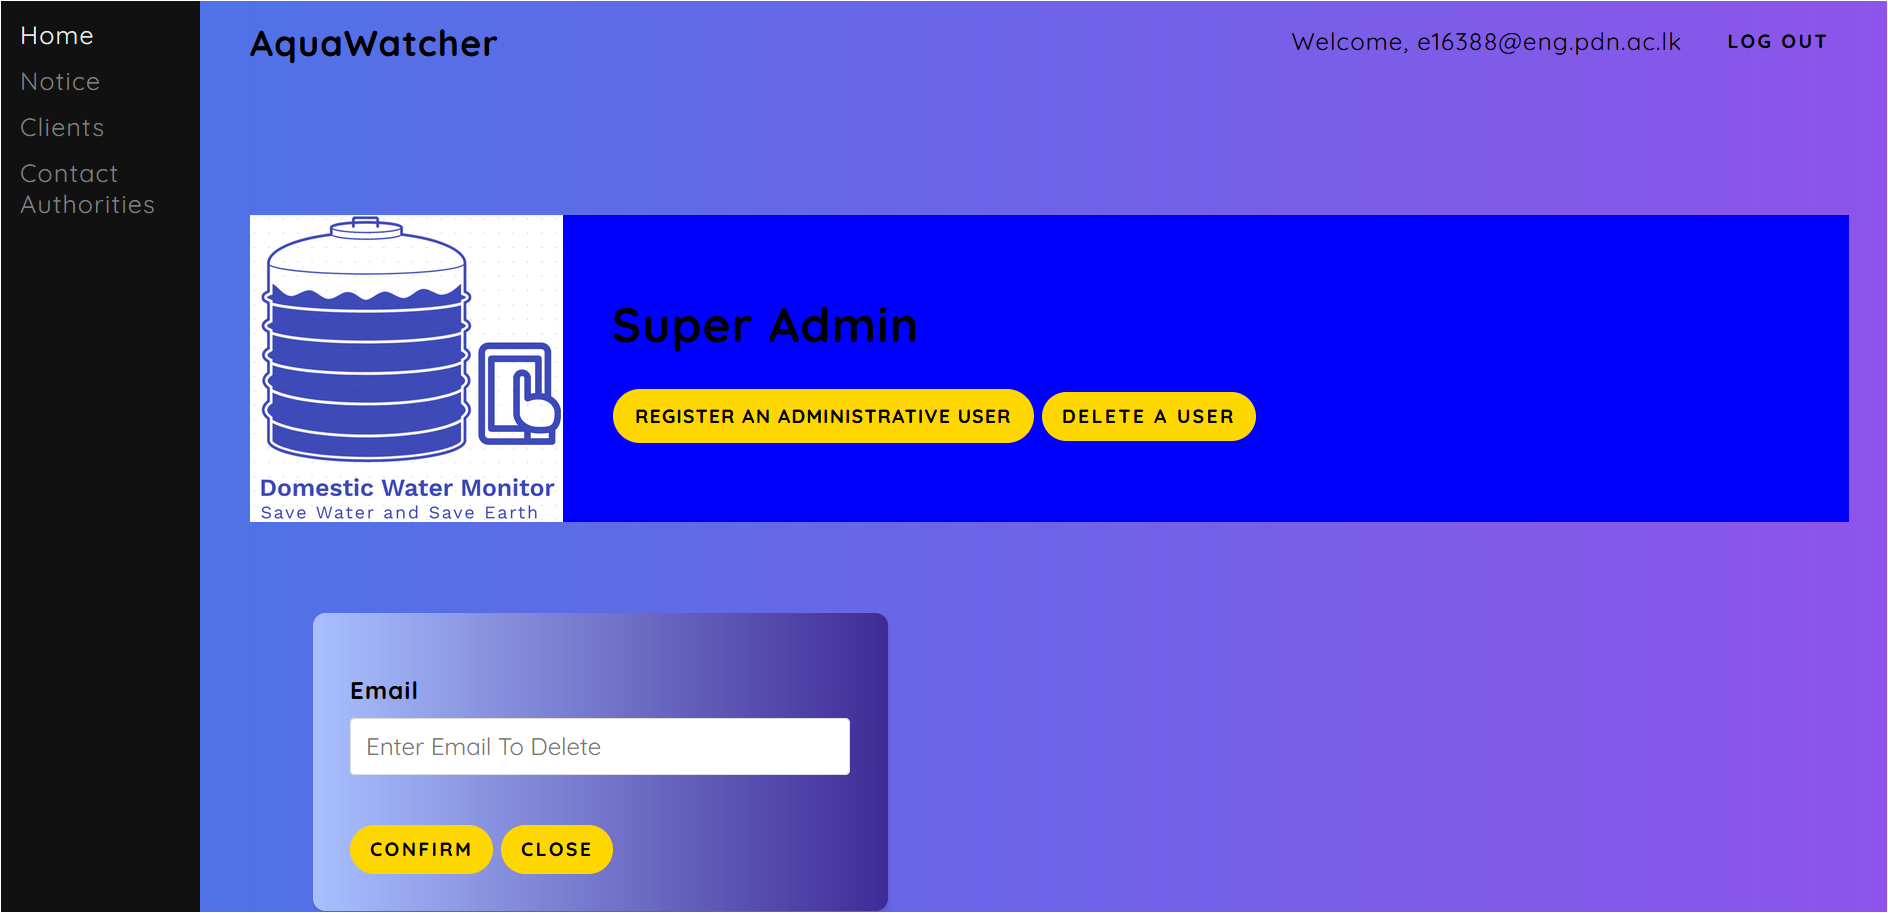 Home
Notice
Clients
Contact
Authorities
AquaWatcher
Welcome, e16388@eng.pdn.ac.lk
LOG OUT
Domestic Water Monitor
Save Water and Save Earth
Super Admin
REGISTER AN ADMINISTRATIVE USER
DELETE A USER
Email
Enter Email To Delete
CONFIRM
CLOSE